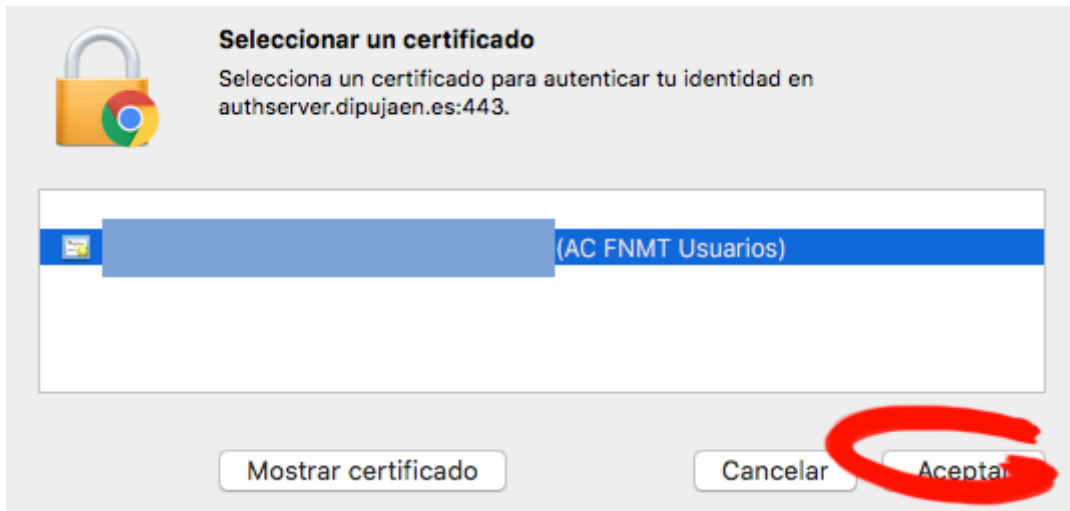 Seleccionar un certificado
Selecciona un certificado para autenticar tu identidad en
authserver.dipujaen.es:443.
(AC FNMT Usuarios)
Mostrar certificado
Cancelar
Aceptar